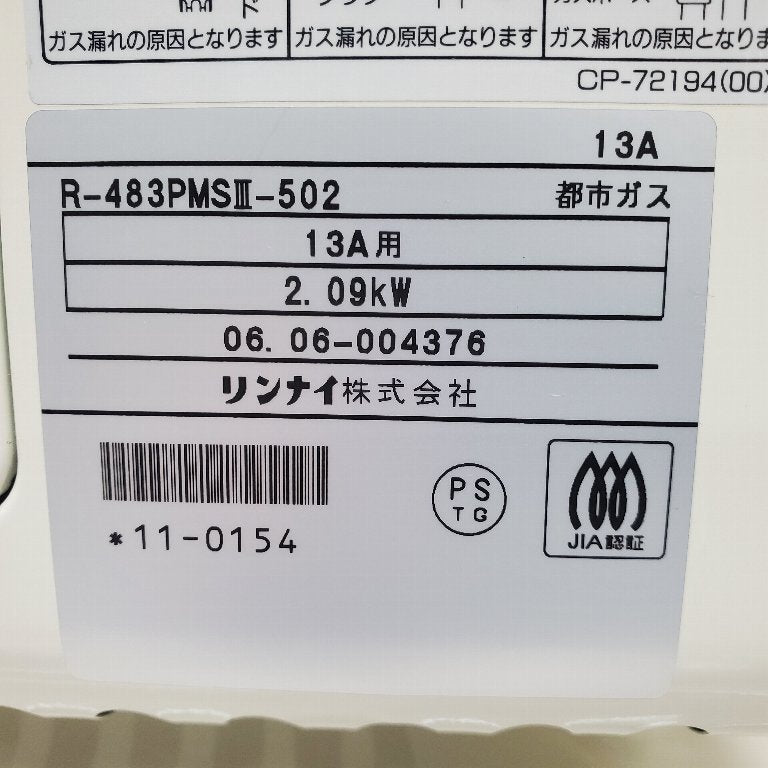 ガス漏れの原因となります ガス漏れの原因となります ガス漏れの原因となりま
CP-72194(00)
13A
R-483PMSⅢ-502 都市ガス
13A用
2.09kW
06.06-004376
リンナイ株式会社
*11-0154
PS
TG
JIA認証